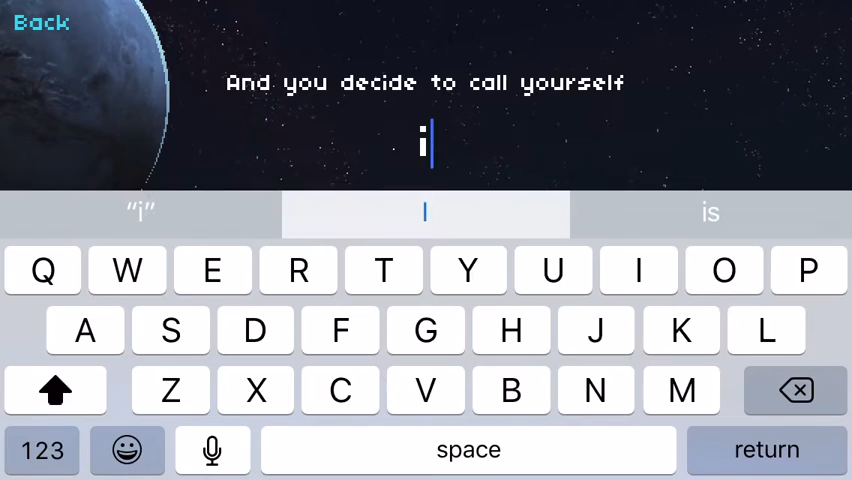 Back
And you decide to call yourself
i
“i” I is
Q W E R T Y U I O P
A S D F G H J K L
Z X C V B N M
123 space return